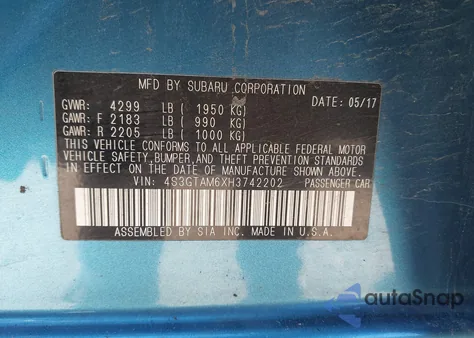 MFD BY SUBARU CORPORATION DATE: 05/17
GVWR: 4299 LB ( 1950 KG)
GAWR: F 2183 LB ( 990 KG)
GAWR: R 2205 LB ( 1000 KG)
THIS VEHICLE CONFORMS TO ALL APPLICABLE FEDERAL MOTOR
VEHICLE SAFETY, BUMPER, AND THEFT PREVENTION STANDARDS
IN EFFECT ON THE DATE OF MANUFACTURE SHOWN ABOVE.
VIN: 4S3GTAM6XH3742202 PASSENGER CAR
ASSEMBLED BY SIA INC. MADE IN U.S.A.
autoSnap